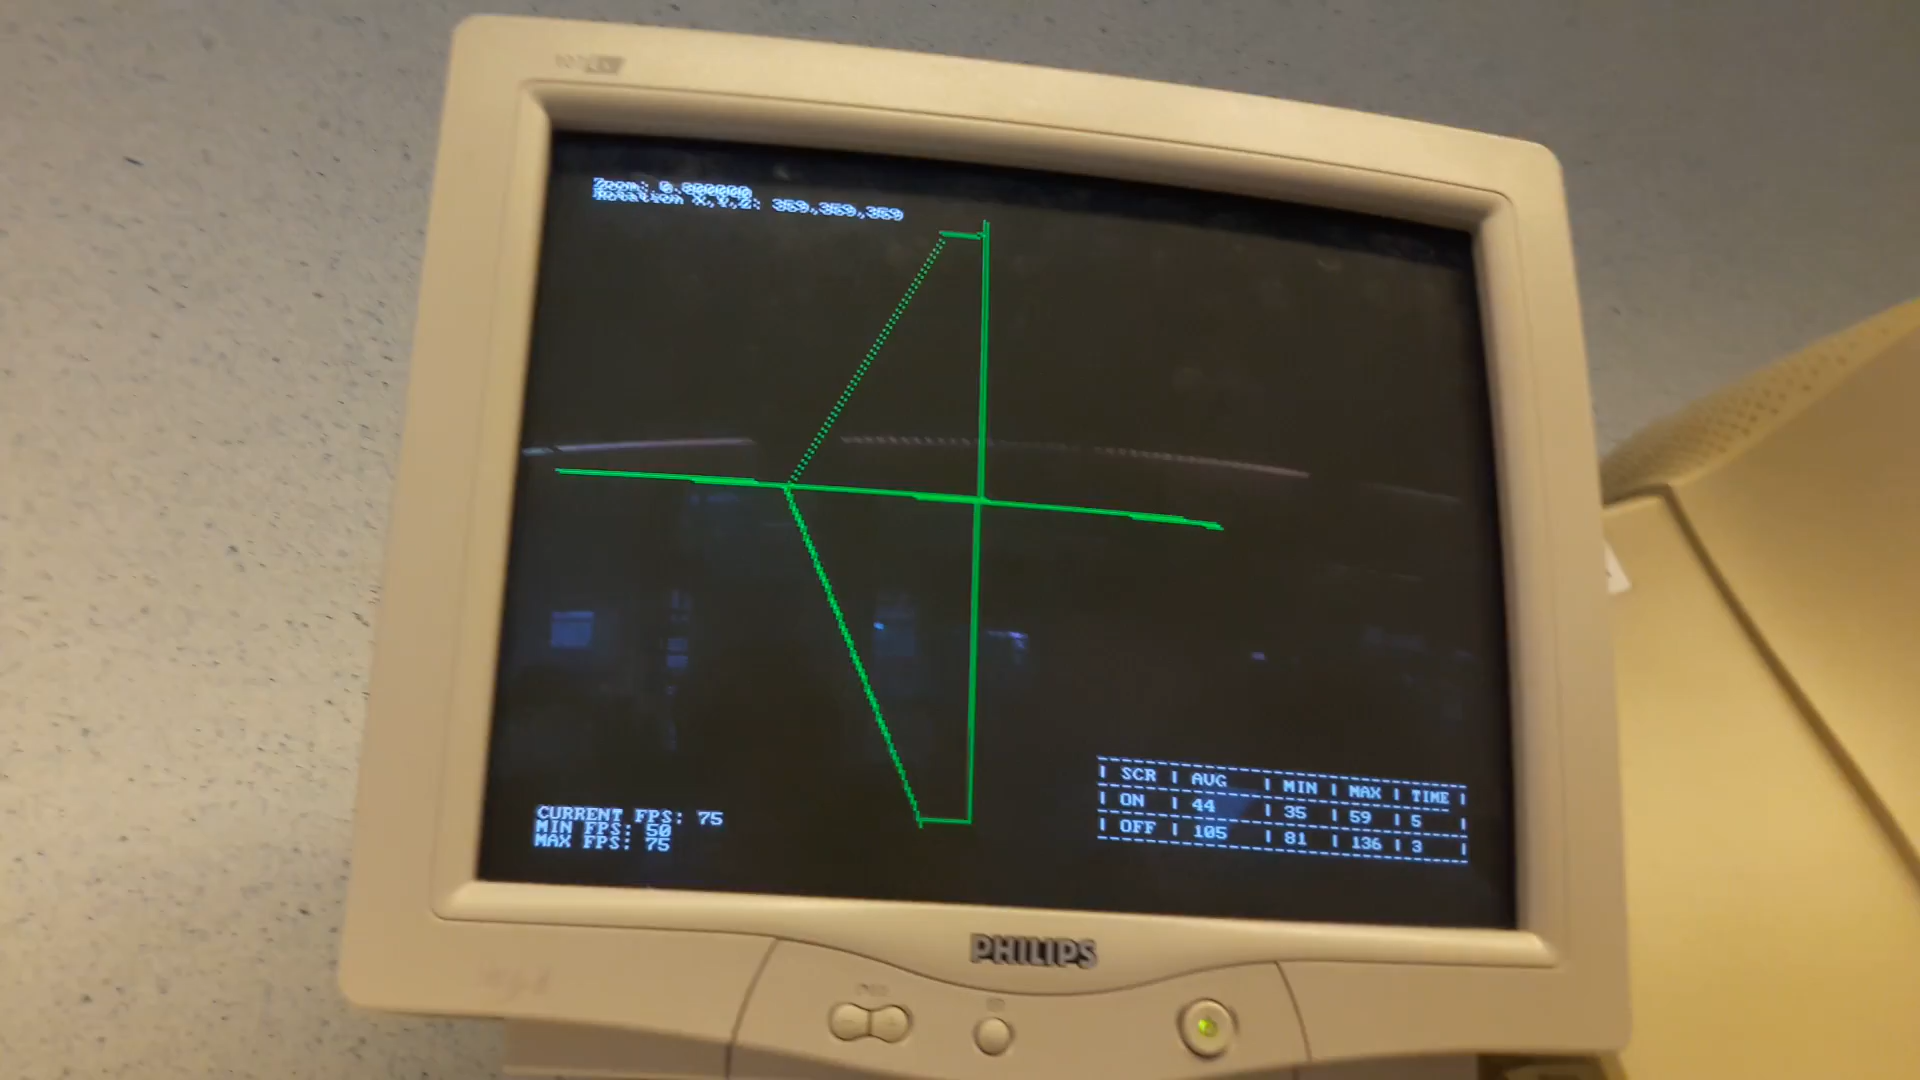 Zoom: 0.800000
Rotation X,Y,Z: 359,359,359
CURRENT FPS: 75
MIN FPS: 50
MAX FPS: 75
| SCR | AVG | MIN | MAX | TIME |
| ON | 44 | 35 | 59 | 5 |
| OFF | 105 | 81 | 136 | 3 |
PHILIPS